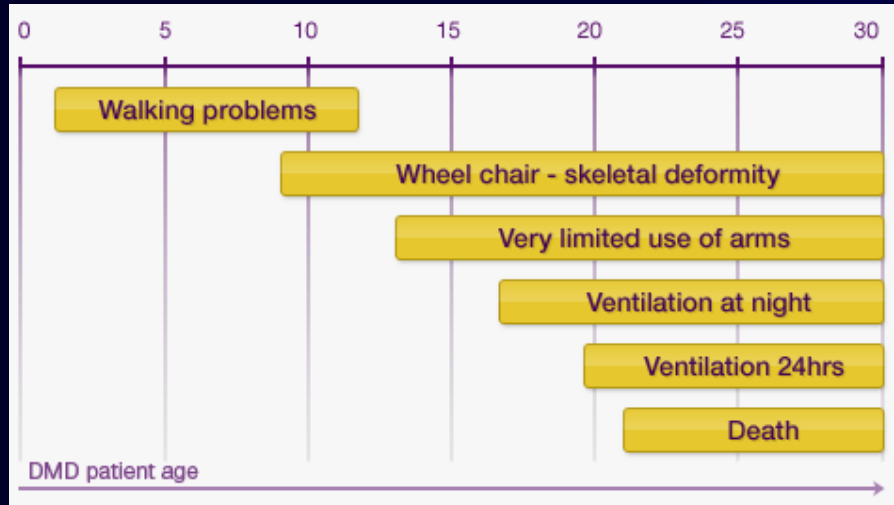 0 5 10 15 20 25 30
Walking problems
Wheel chair - skeletal deformity
Very limited use of arms
Ventilation at night
Ventilation 24hrs
Death
DMD patient age